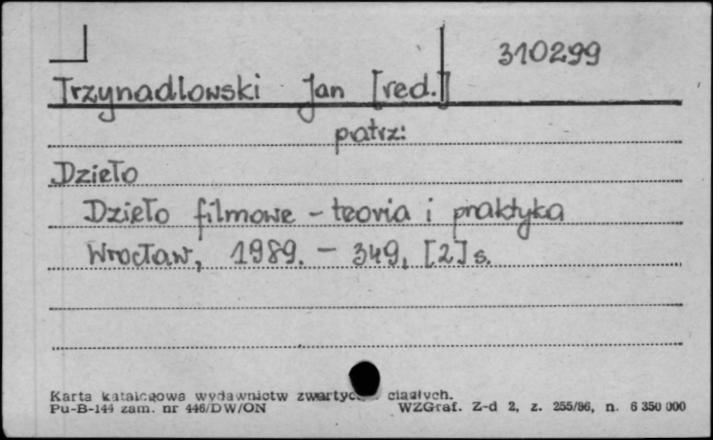 310299
Trzynadlowski Jan [red.]
patrz:
Dzieło
Dzieło filmowe - teoria i praktyka
Wrocław, 1989. - 349, [2] s.
Karta katalogowa wydawnictw zwartych ciągłych.
Pu-B-144 zam. nr 446/DW/ON WZGraf. Z-d 2, z. 255/86, n. 6 350 000